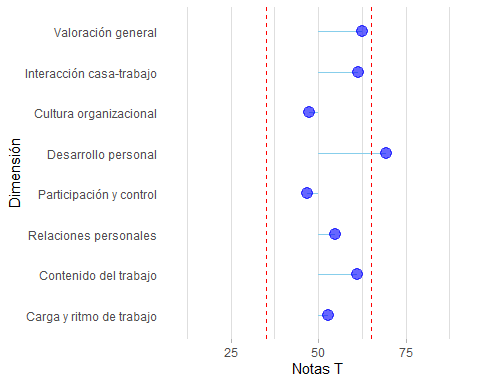 Valoración general
Interacción casa-trabajo
Cultura organizacional
Desarrollo personal
Participación y control
Relaciones personales
Contenido del trabajo
Carga y ritmo de trabajo
Dimensión
25 50 75
Notas T